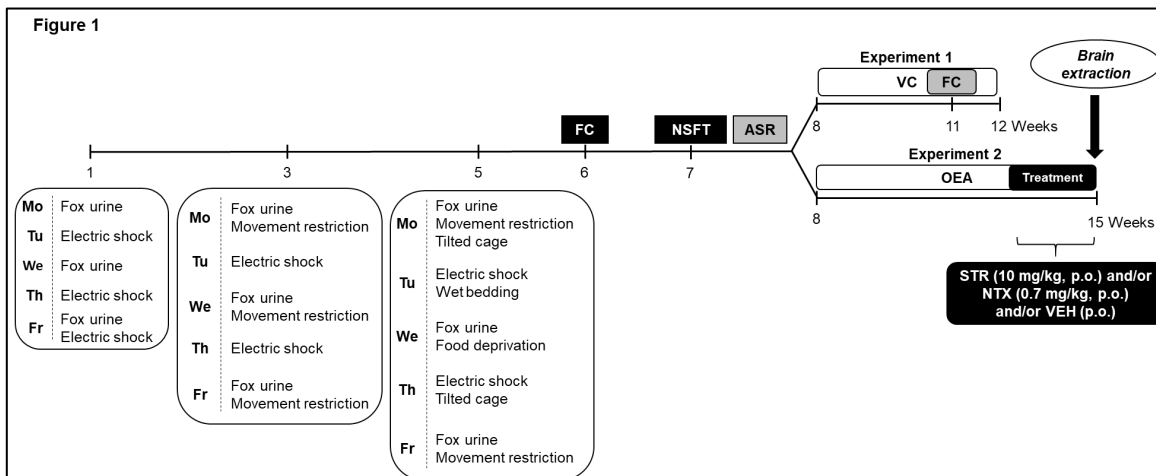 Figure 1
Experiment 1
VC
FC
8
11
12 Weeks
Brain
extraction
FC
NSFT
ASR
1
3
5
6
7
Experiment 2
OEA
Treatment
8
15 Weeks
STR (10 mg/kg, p.o.) and/or
NTX (0.7 mg/kg, p.o.)
and/or VEH (p.o.)
Mo Fox urine
Tu Electric shock
We Fox urine
Th Electric shock
Fr Fox urine
Electric shock
Mo Fox urine
Movement restriction
Tu Electric shock
We Fox urine
Movement restriction
Th Electric shock
Fr Fox urine
Movement restriction
Mo Fox urine
Movement restriction
Tilted cage
Tu Electric shock
Wet bedding
We Fox urine
Food deprivation
Th Electric shock
Tilted cage
Fr Fox urine
Movement restriction